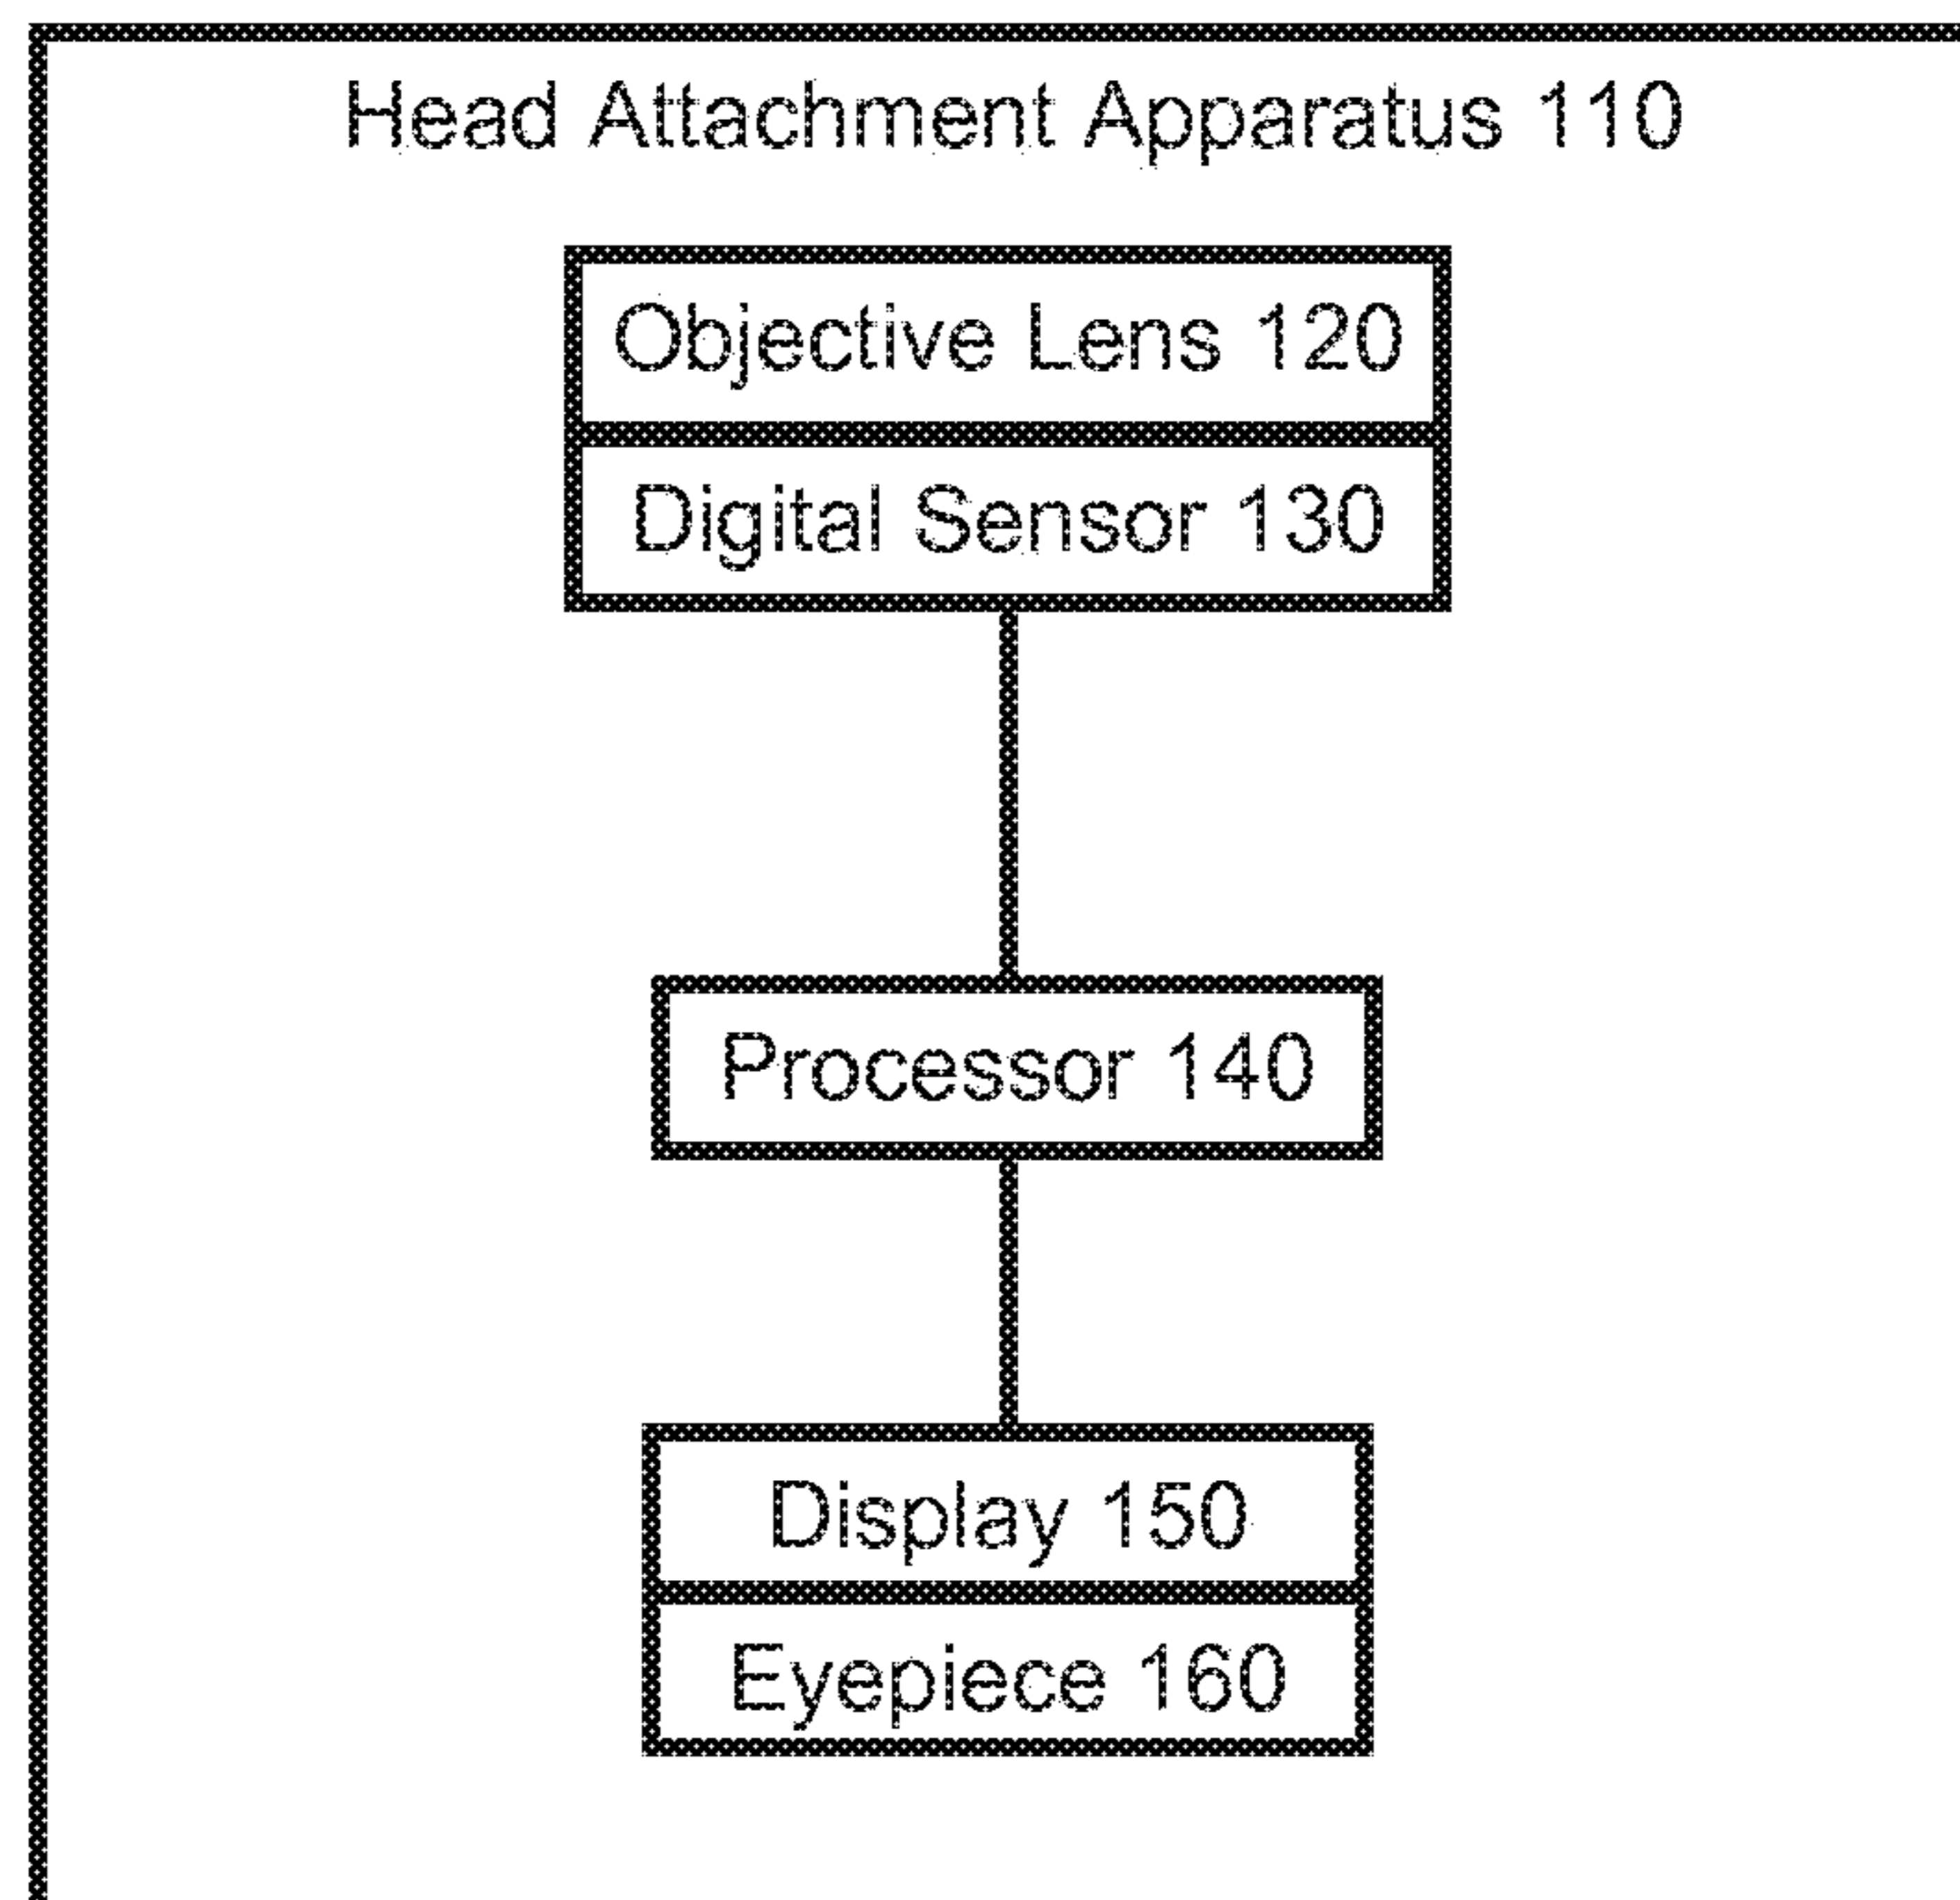 Head Attachment Apparatus 110
Objective Lens 120
Digital Sensor 130
Processor 140
Display 150
Eyepiece 160